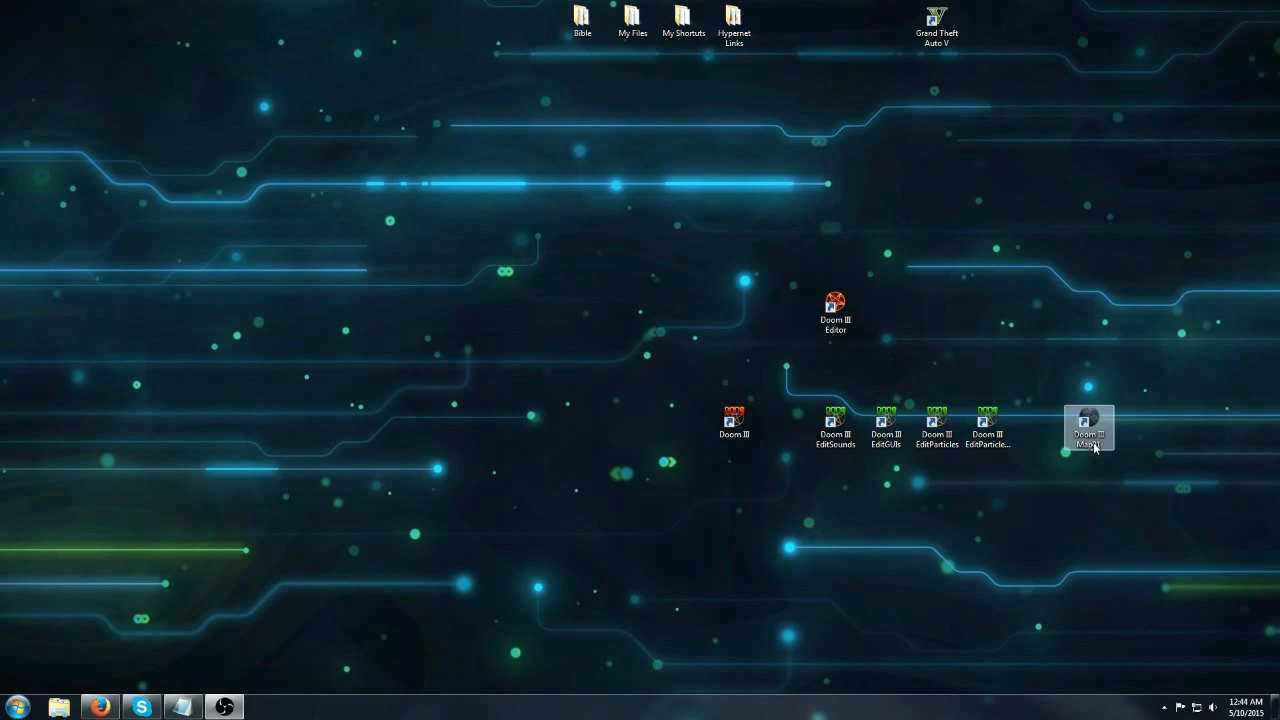 Bible
My Files
My Shortuts
Hypernet
Links
Grand Theft
Auto V
Doom III
Editor
Doom III
Doom III
EditSounds
Doom III
EditGUIs
Doom III
EditParticles
Doom III
EditParticle...
Doom III
12:44 AM
5/10/2015